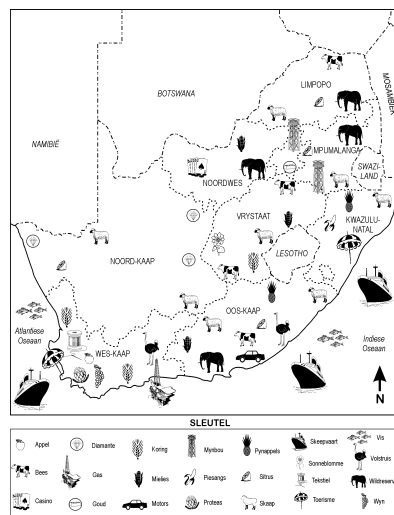 LIMPOPO
MOSAMBIEK
BOTSWANA
MPUMALANGA
NAMIBIË
SWAZI-
LAND
NOORDWES
VRYSTAAT
KWAZULU-
NATAL
LESOTHO
NOORD-KAAP
OOS-KAAP
Atlantiese
Oseaan
Indiese
Oseaan
WES-KAAP
N
SLEUTEL
Appel
Diamante
Koring
Mynbou
Pynappels
Skeepvaart
Vis
Bees
Gas
Mielies
Piesangs
Sitrus
Sonneblomme
Volstruis
Tekstiel
Wildreservaat
Casino
Goud
Motors
Proteas
Skaap
Toerisme
Wyn